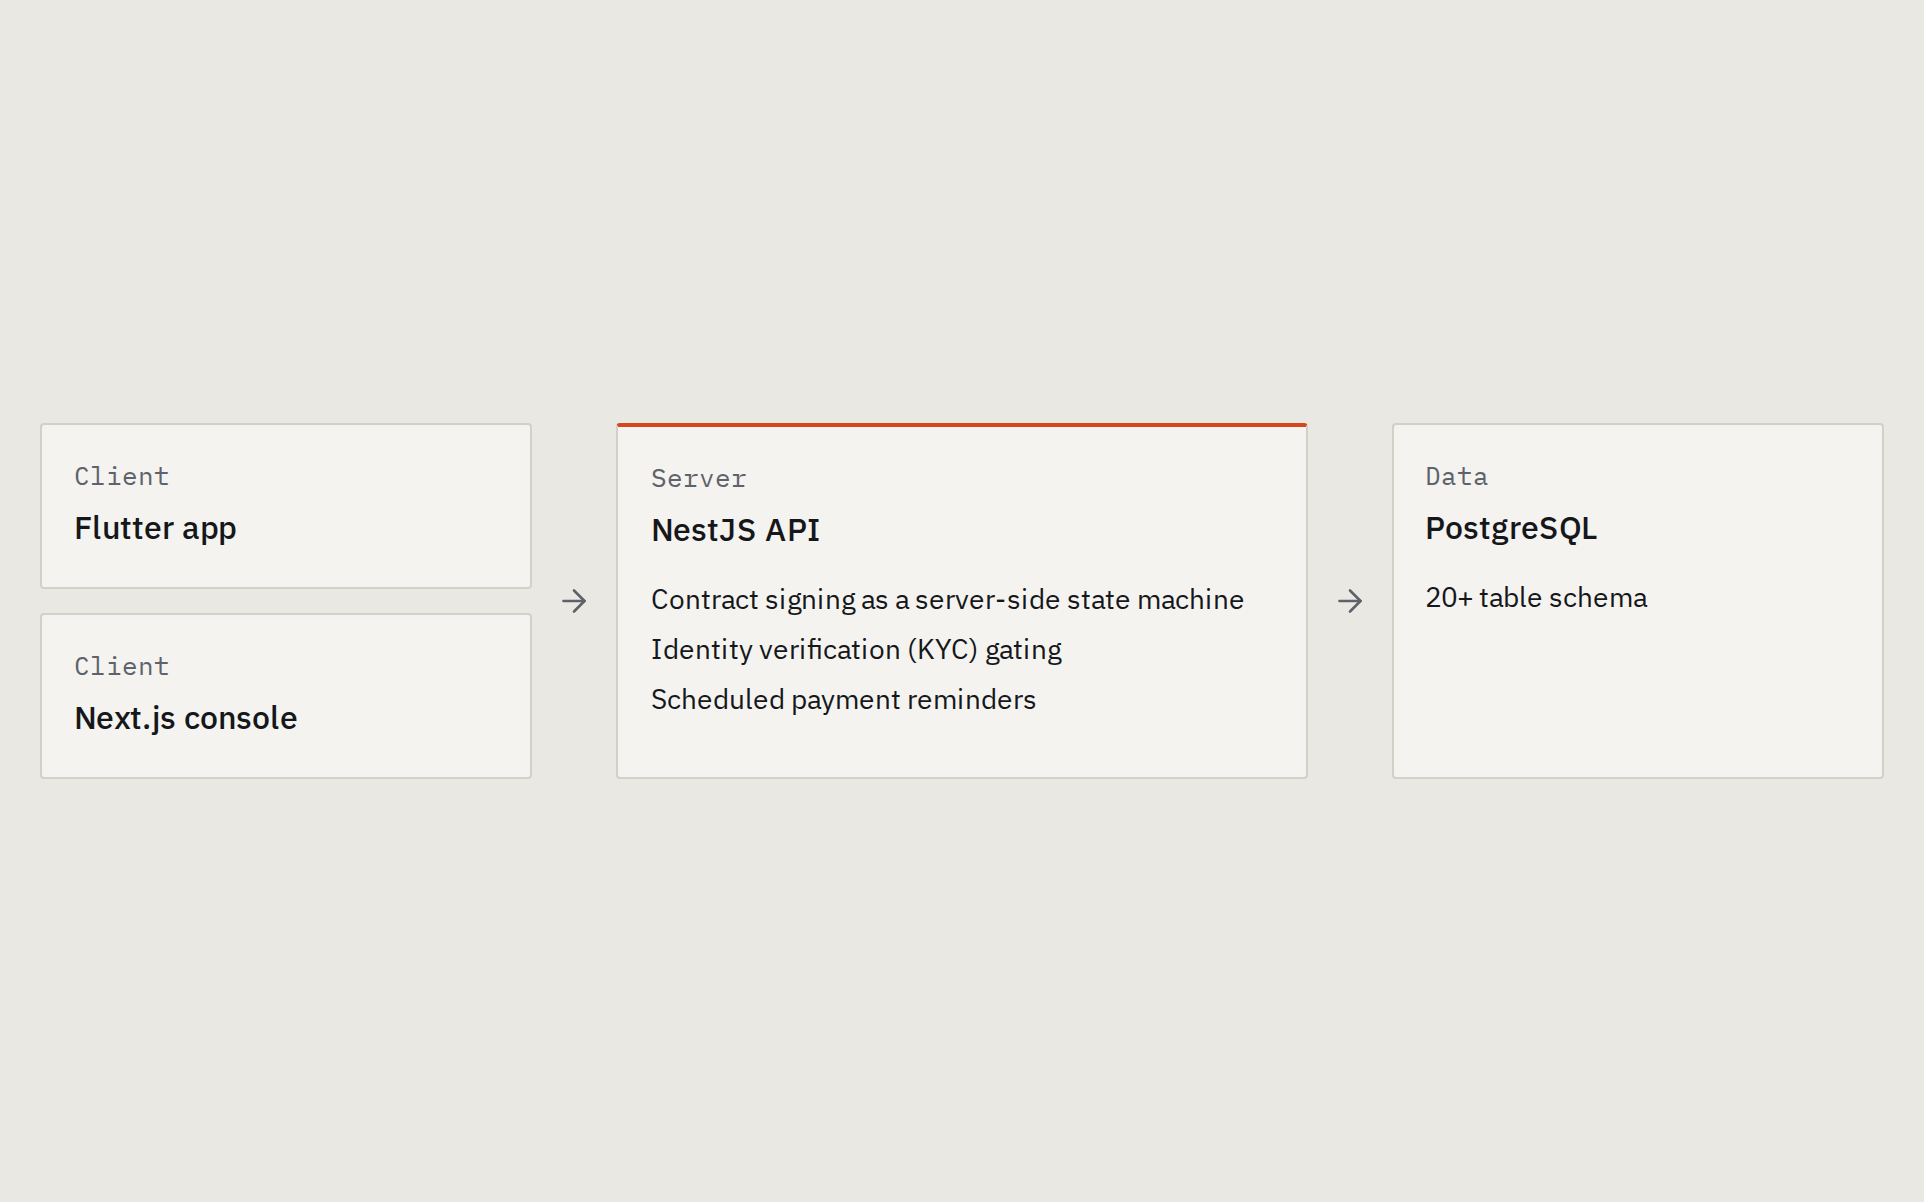 Client
Flutter app
Client
Next.js console
Server
NestJS API
Contract signing as a server-side state machine
Identity verification (KYC) gating
Scheduled payment reminders
Data
PostgreSQL
20+ table schema